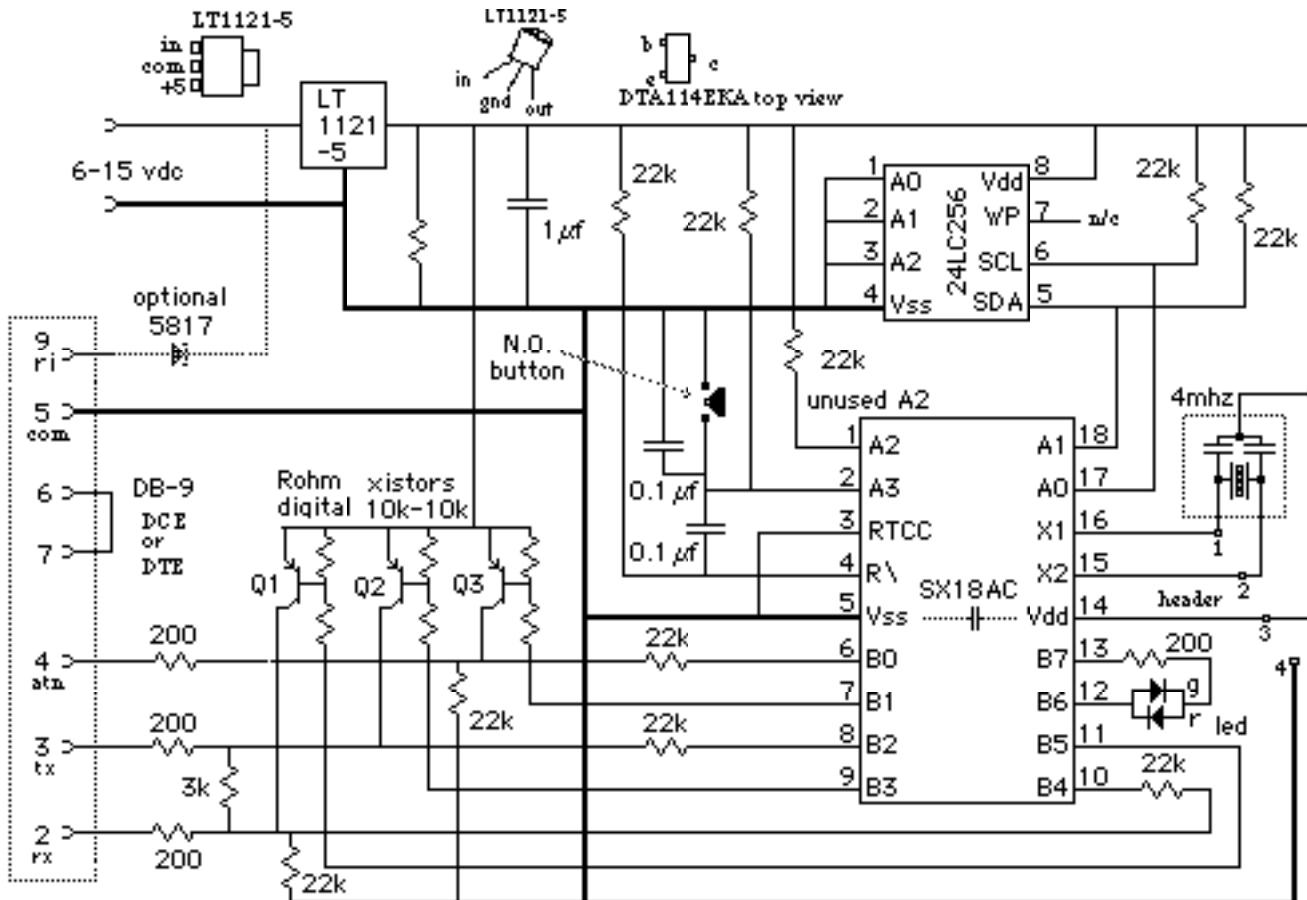 LT1121-5
in
com
+5
LT1121-5
in
gnd
out
b
c
e
DTA114EKA top view
LT
1121
-5
6-15 vdc
1 µf
22k
22k
22k
22k
22k
1 A0
2 A1
3 A2
4 Vss
24LC256
Vdd 8
WP 7 n/c
SCL 6
SDA 5
optional
5817
N.O.
button
unused A2
4mhz
9
ri
5
com
6
7
DB-9
DCE
or
DTE
Rohm xistors
digital 10k-10k
Q1
Q2
Q3
0.1 µf
0.1 µf
1 A2
2 A3
3 RTCC
4 R\
5 Vss
6 B0
7 B1
8 B2
9 B3
SX18AC
A1 18
A0 17
X1 16
X2 15
Vdd 14
B7 13
B6 12
B5 11
B4 10
1
2
header
3
4
200
g
r
led
22k
4
atn
200
22k
22k
3
tx
200
22k
3k
2
rx
200
22k